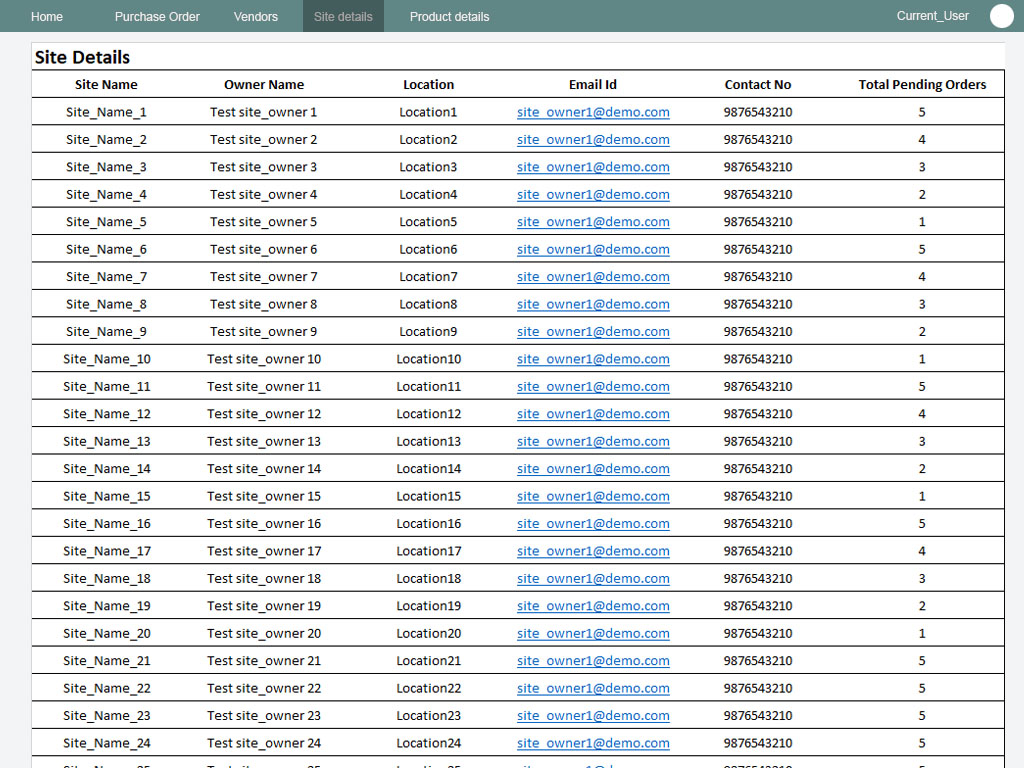 Home Purchase Order Vendors Site details Product details Current_User
Site Details
Site Name Owner Name Location Email Id Contact No Total Pending Orders
Site_Name_1 Test site_owner 1 Location1 site_owner1@demo.com 9876543210 5
Site_Name_2 Test site_owner 2 Location2 site_owner1@demo.com 9876543210 4
Site_Name_3 Test site_owner 3 Location3 site_owner1@demo.com 9876543210 3
Site_Name_4 Test site_owner 4 Location4 site_owner1@demo.com 9876543210 2
Site_Name_5 Test site_owner 5 Location5 site_owner1@demo.com 9876543210 1
Site_Name_6 Test site_owner 6 Location6 site_owner1@demo.com 9876543210 5
Site_Name_7 Test site_owner 7 Location7 site_owner1@demo.com 9876543210 4
Site_Name_8 Test site_owner 8 Location8 site_owner1@demo.com 9876543210 3
Site_Name_9 Test site_owner 9 Location9 site_owner1@demo.com 9876543210 2
Site_Name_10 Test site_owner 10 Location10 site_owner1@demo.com 9876543210 1
Site_Name_11 Test site_owner 11 Location11 site_owner1@demo.com 9876543210 5
Site_Name_12 Test site_owner 12 Location12 site_owner1@demo.com 9876543210 4
Site_Name_13 Test site_owner 13 Location13 site_owner1@demo.com 9876543210 3
Site_Name_14 Test site_owner 14 Location14 site_owner1@demo.com 9876543210 2
Site_Name_15 Test site_owner 15 Location15 site_owner1@demo.com 9876543210 1
Site_Name_16 Test site_owner 16 Location16 site_owner1@demo.com 9876543210 5
Site_Name_17 Test site_owner 17 Location17 site_owner1@demo.com 9876543210 4
Site_Name_18 Test site_owner 18 Location18 site_owner1@demo.com 9876543210 3
Site_Name_19 Test site_owner 19 Location19 site_owner1@demo.com 9876543210 2
Site_Name_20 Test site_owner 20 Location20 site_owner1@demo.com 9876543210 1
Site_Name_21 Test site_owner 21 Location21 site_owner1@demo.com 9876543210 5
Site_Name_22 Test site_owner 22 Location22 site_owner1@demo.com 9876543210 5
Site_Name_23 Test site_owner 23 Location23 site_owner1@demo.com 9876543210 5
Site_Name_24 Test site_owner 24 Location24 site_owner1@demo.com 9876543210 5